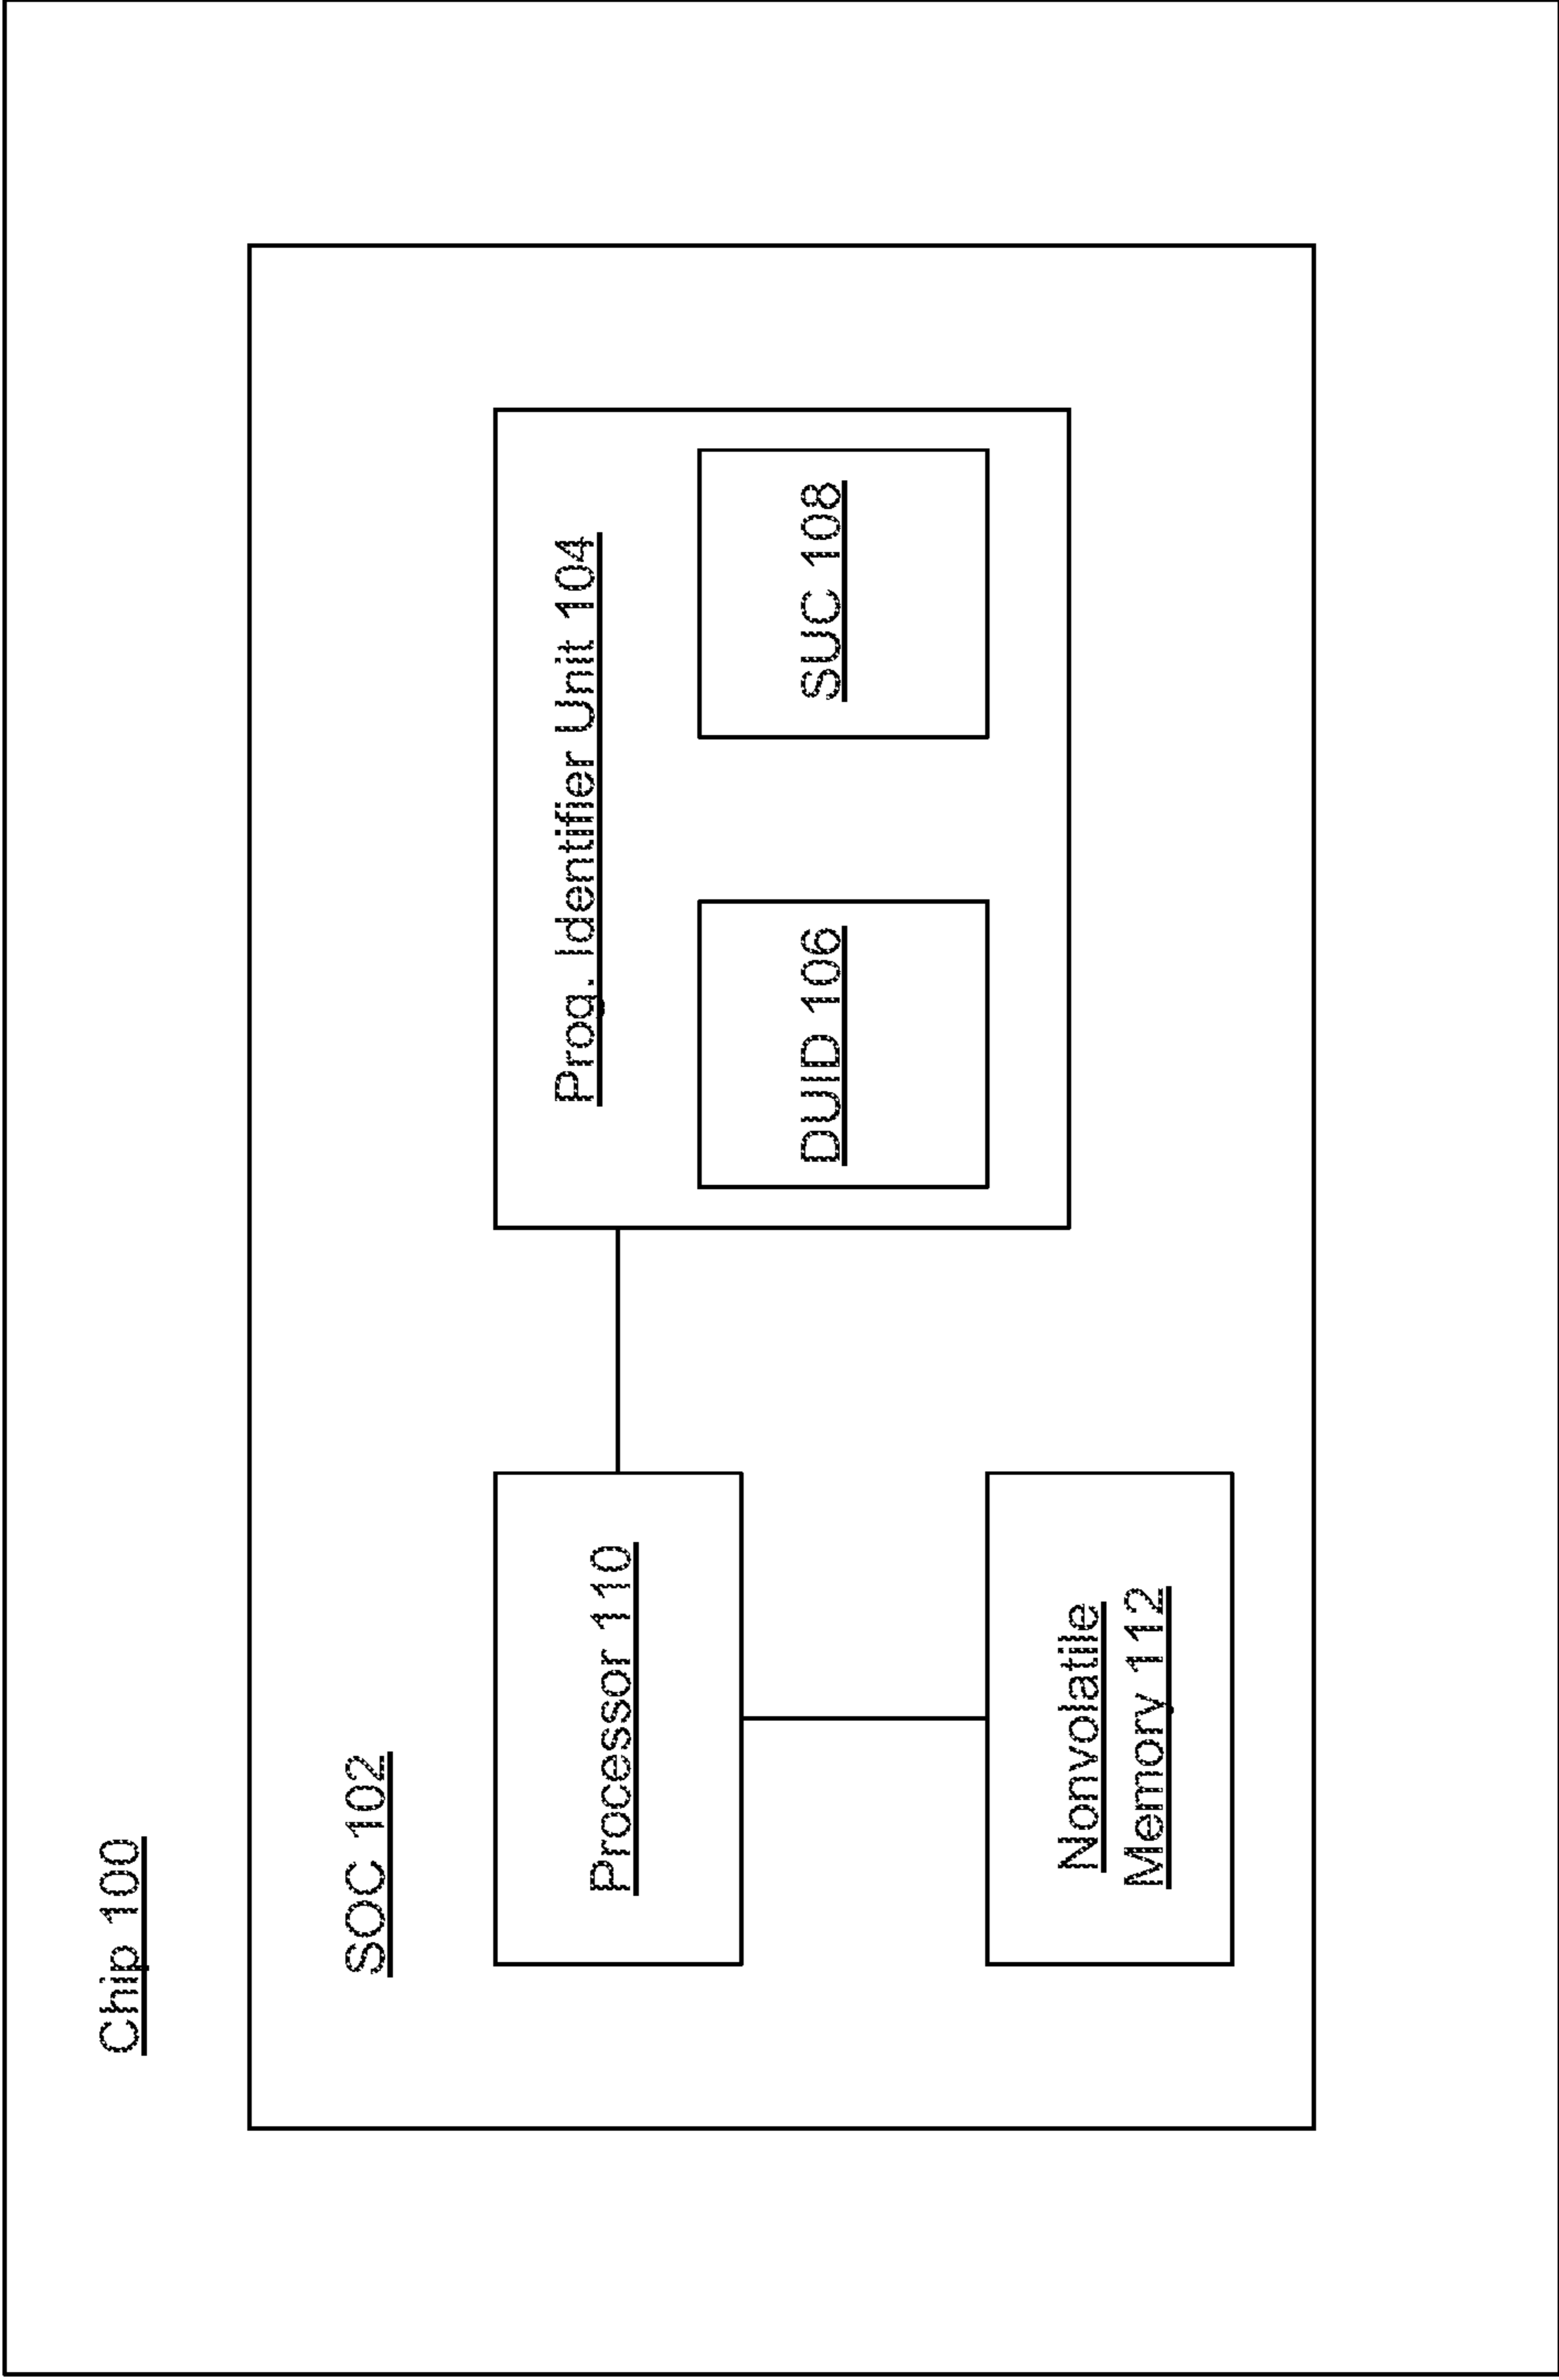 Chip 100
SOC 102
Processor 110
Prog. Identifier Unit 104
DUID 106
SUC 108
Nonvolatile
Memory 112